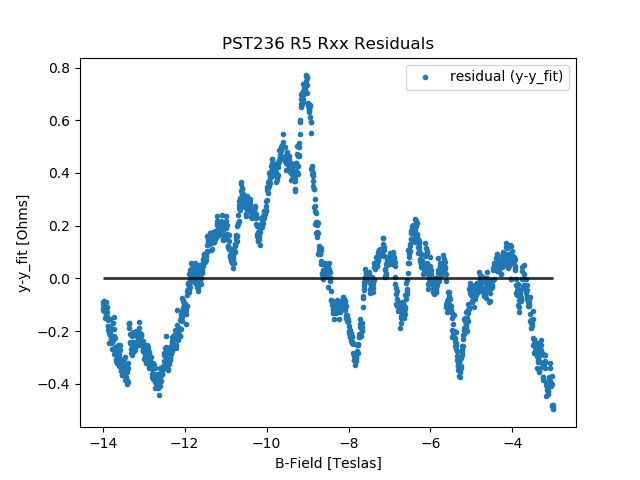 PST236 R5 Rxx Residuals
residual (y-y_fit)
0.8
0.6
0.4
0.2
0.0
−0.2
−0.4
y-y_fit [Ohms]
−14 −12 −10 −8 −6 −4
B-Field [Teslas]